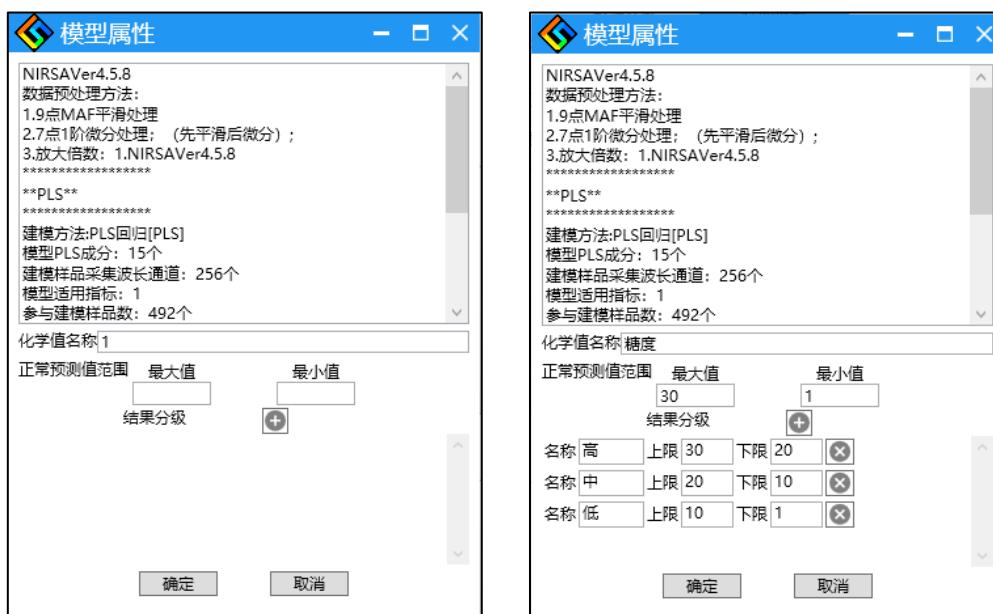 模型属性
NIRSAVer4.5.8
数据预处理方法:
1.9点MAF平滑处理
2.7点1阶微分处理; （先平滑后微分）;
3.放大倍数：1.NIRSAVer4.5.8
******************
**PLS**
******************
建模方法:PLS回归[PLS]
模型PLS成分：15个
建模样品采集波长通道：256个
模型适用指标：1
参与建模样品数：492个
化学值名称 1
正常预测值范围 最大值 最小值
结果分级
确定 取消
模型属性
NIRSAVer4.5.8
数据预处理方法:
1.9点MAF平滑处理
2.7点1阶微分处理; （先平滑后微分）;
3.放大倍数：1.NIRSAVer4.5.8
******************
**PLS**
******************
建模方法:PLS回归[PLS]
模型PLS成分：15个
建模样品采集波长通道：256个
模型适用指标：1
参与建模样品数：492个
化学值名称 糖度
正常预测值范围 最大值 最小值
30 1
结果分级
名称 高 上限 30 下限 20
名称 中 上限 20 下限 10
名称 低 上限 10 下限 1
确定 取消